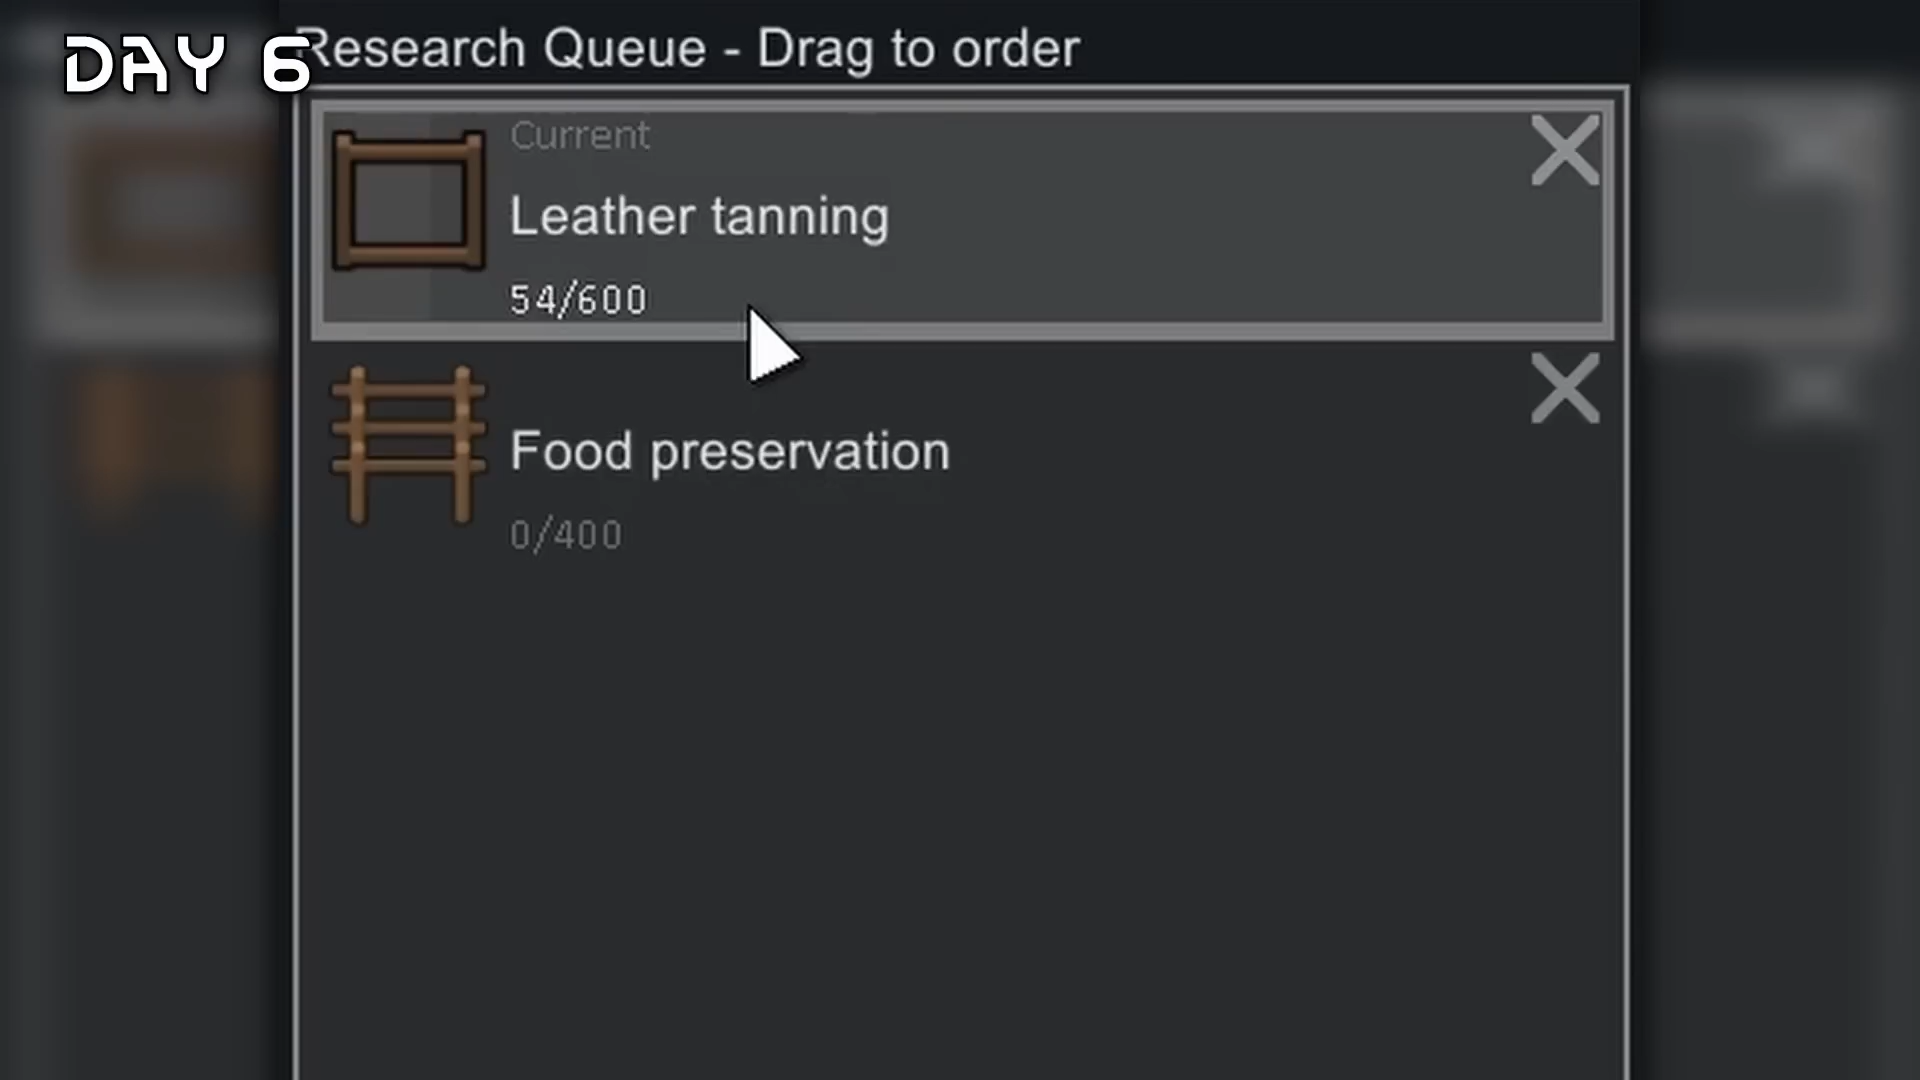 DAY 6
Research Queue - Drag to order
Current
Leather tanning
54/600
Food preservation
0/400